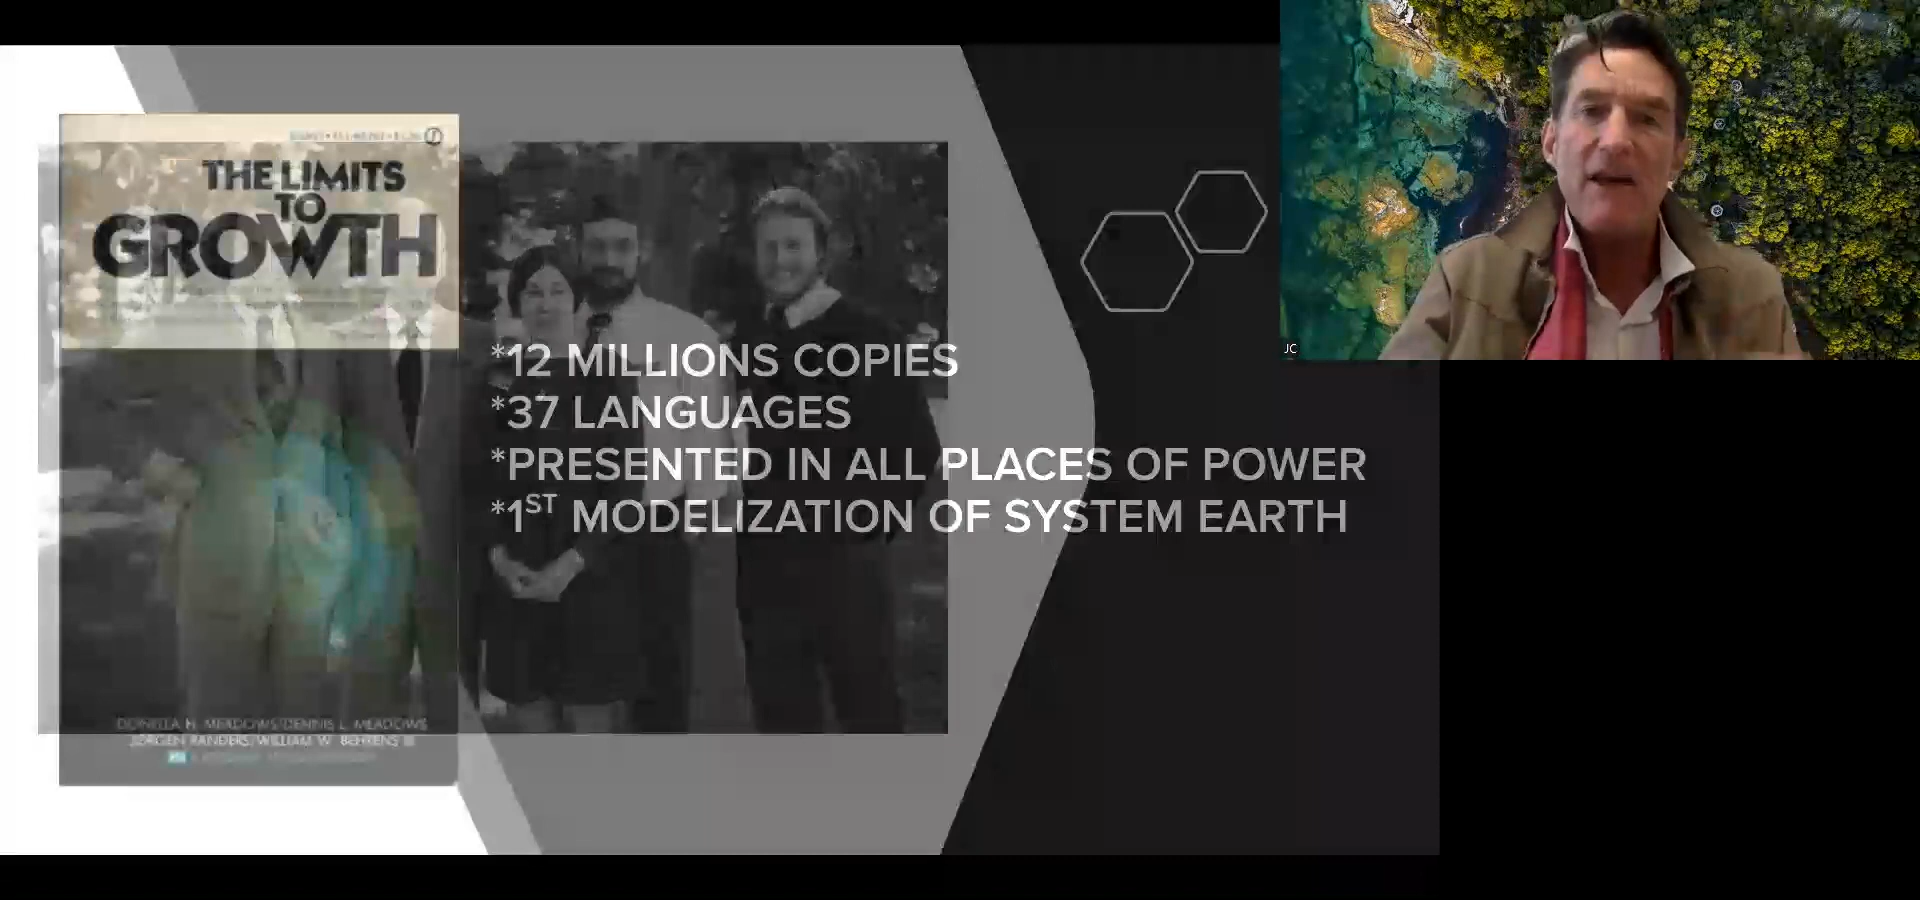 THE LIMITS
TO
GROWTH
*12 MILLIONS COPIES
*37 LANGUAGES
*PRESENTED IN ALL PLACES OF POWER
*1ST MODELIZATION OF SYSTEM EARTH
DONELLA H. MEADOWS/DENNIS L. MEADOWS
JØRGEN RANDERS/WILLIAM W. BEHRENS III
JC